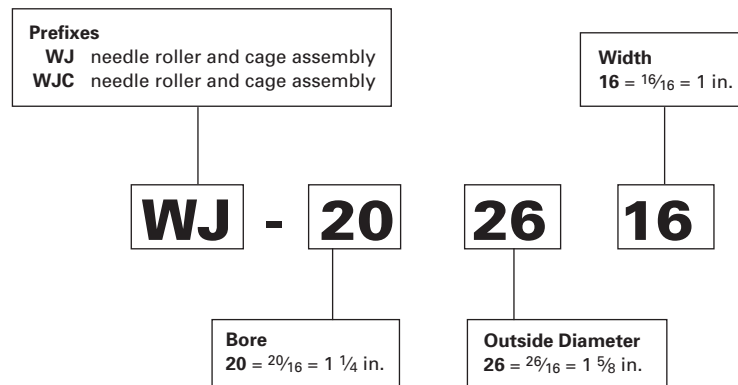 Prefixes
WJ needle roller and cage assembly
WJC needle roller and cage assembly
Width
16 = 16/16 = 1 in.
WJ - 20 26 16
Bore
20 = 20/16 = 1 1/4 in.
Outside Diameter
26 = 26/16 = 1 5/8 in.